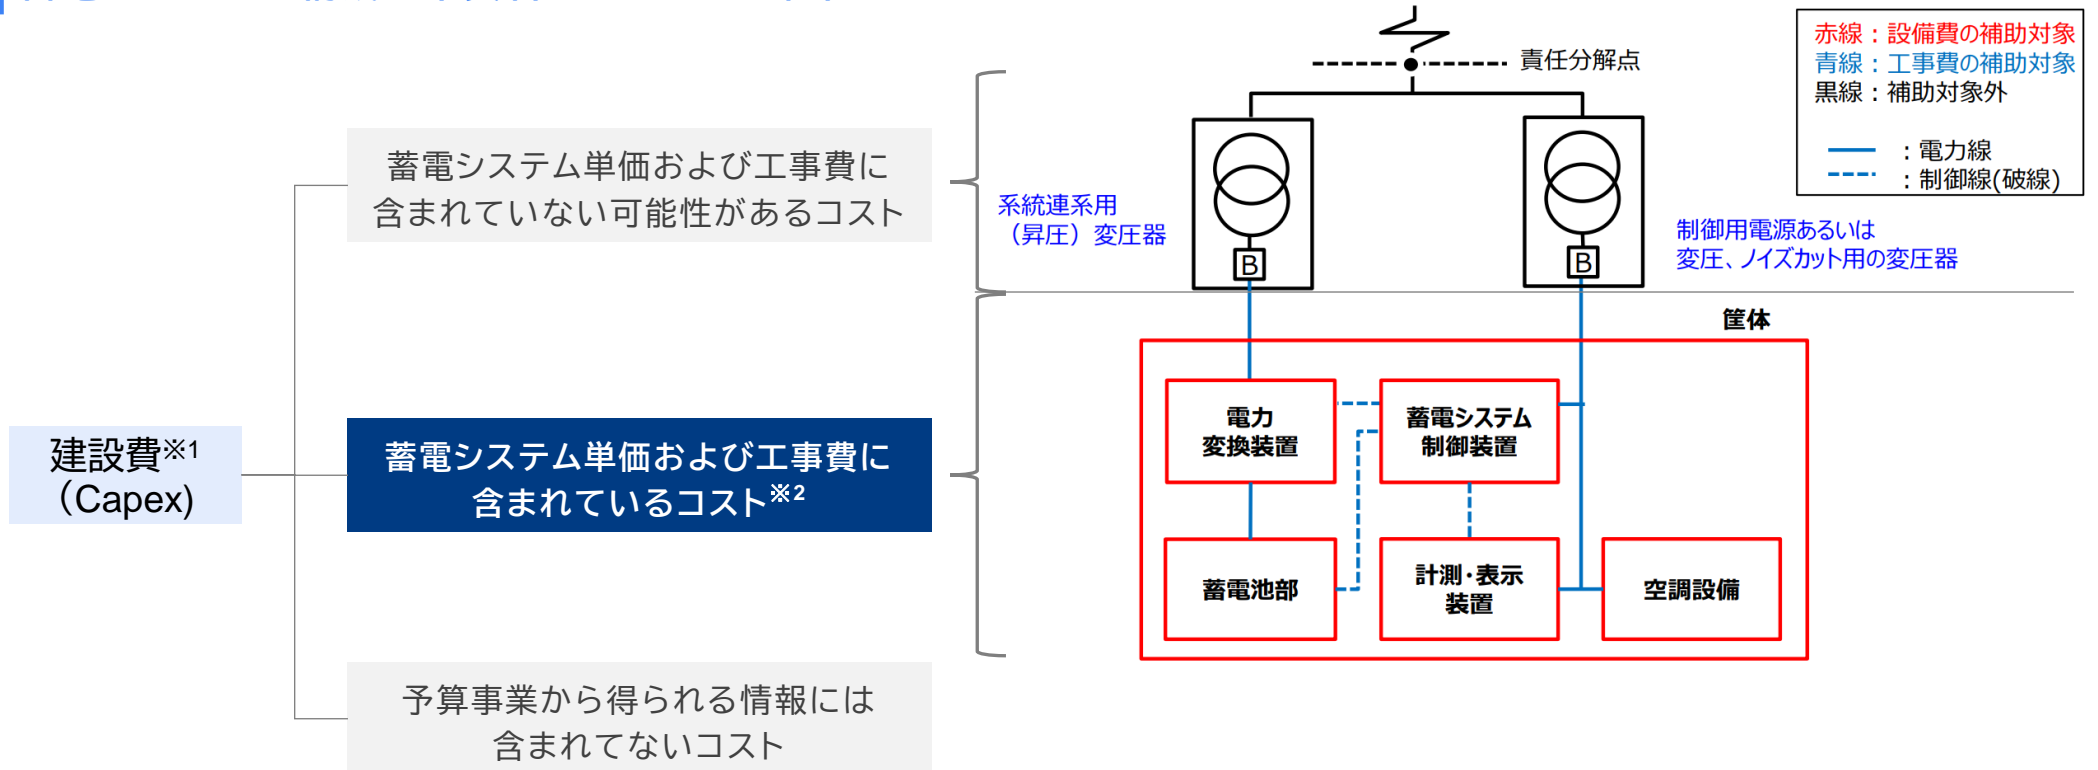 責任分解点
赤線：設備費の補助対象
青線：工事費の補助対象
黒線：補助対象外
：電力線
：制御線(破線)
蓄電システム単価および工事費に
含まれていない可能性があるコスト
系統連系用
（昇圧）変圧器
B
B
制御用電源あるいは
変圧、ノイズカット用の変圧器
筐体
建設費※1
（Capex)
蓄電システム単価および工事費に
含まれているコスト※2
電力
変換装置
蓄電システム
制御装置
蓄電池部
計測・表示
装置
空調設備
予算事業から得られる情報には
含まれてないコスト